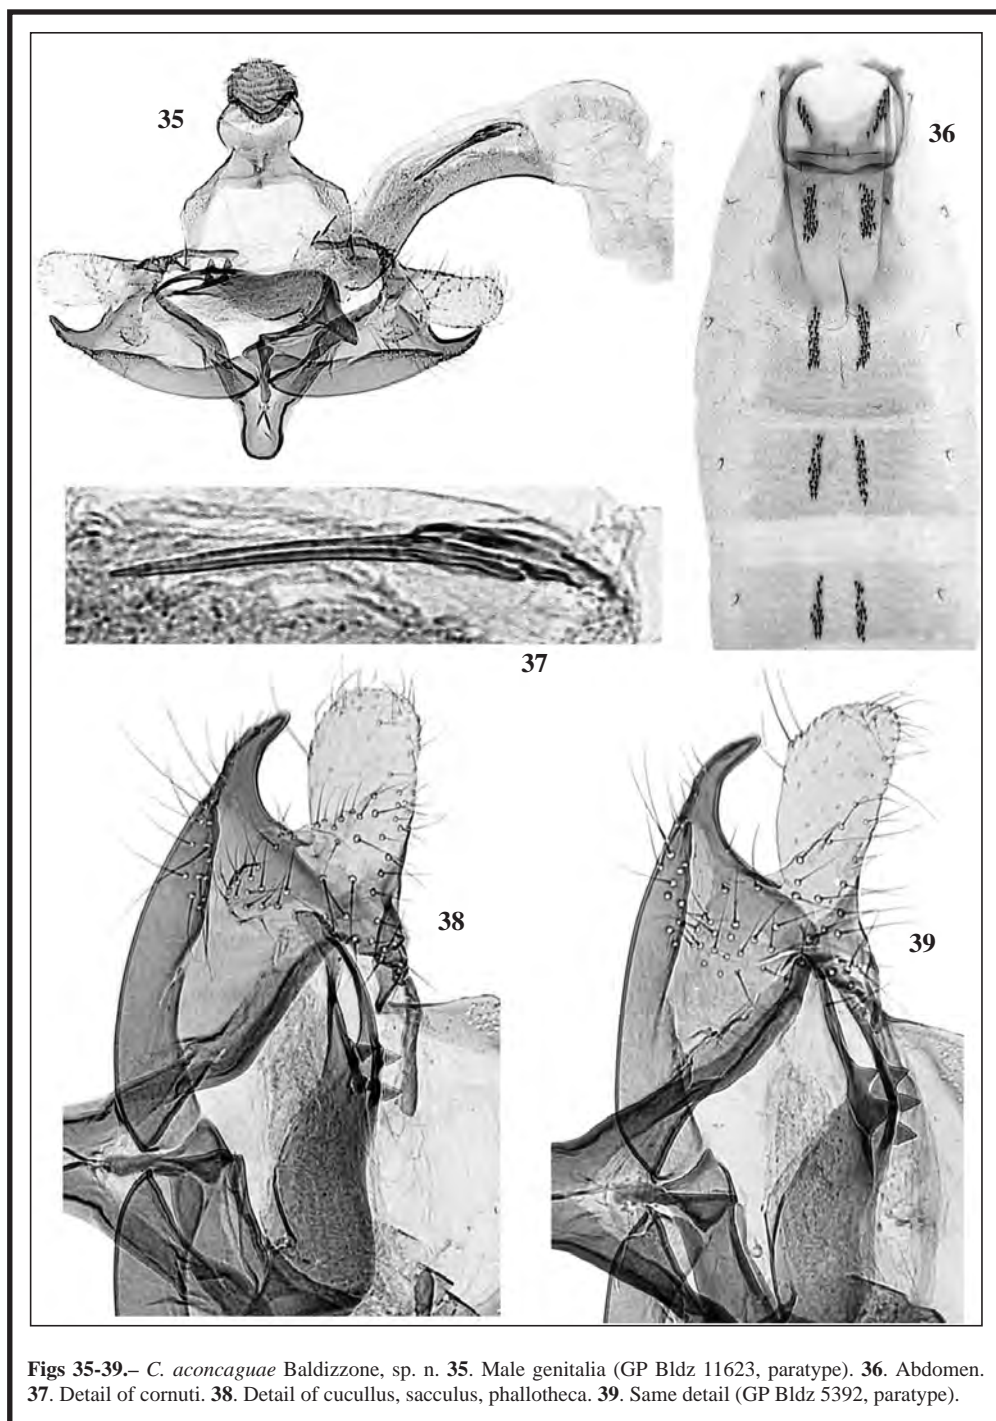 35
36
37
38
39
Figs 35-39.– C. aconcaguae Baldizzone, sp. n. 35. Male genitalia (GP Bldz 11623, paratype). 36. Abdomen.
37. Detail of cornuti. 38. Detail of cucullus, sacculus, phallotheca. 39. Same detail (GP Bldz 5392, paratype).